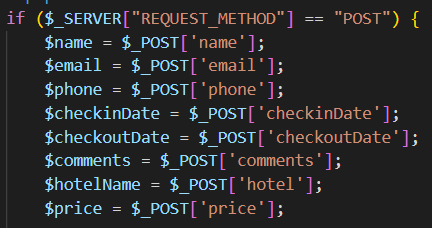 if ($_SERVER["REQUEST_METHOD"] == "POST") {
$name = $_POST['name'];
$email = $_POST['email'];
$phone = $_POST['phone'];
$checkinDate = $_POST['checkinDate'];
$checkoutDate = $_POST['checkoutDate'];
$comments = $_POST['comments'];
$hotelName = $_POST['hotel'];
$price = $_POST['price'];